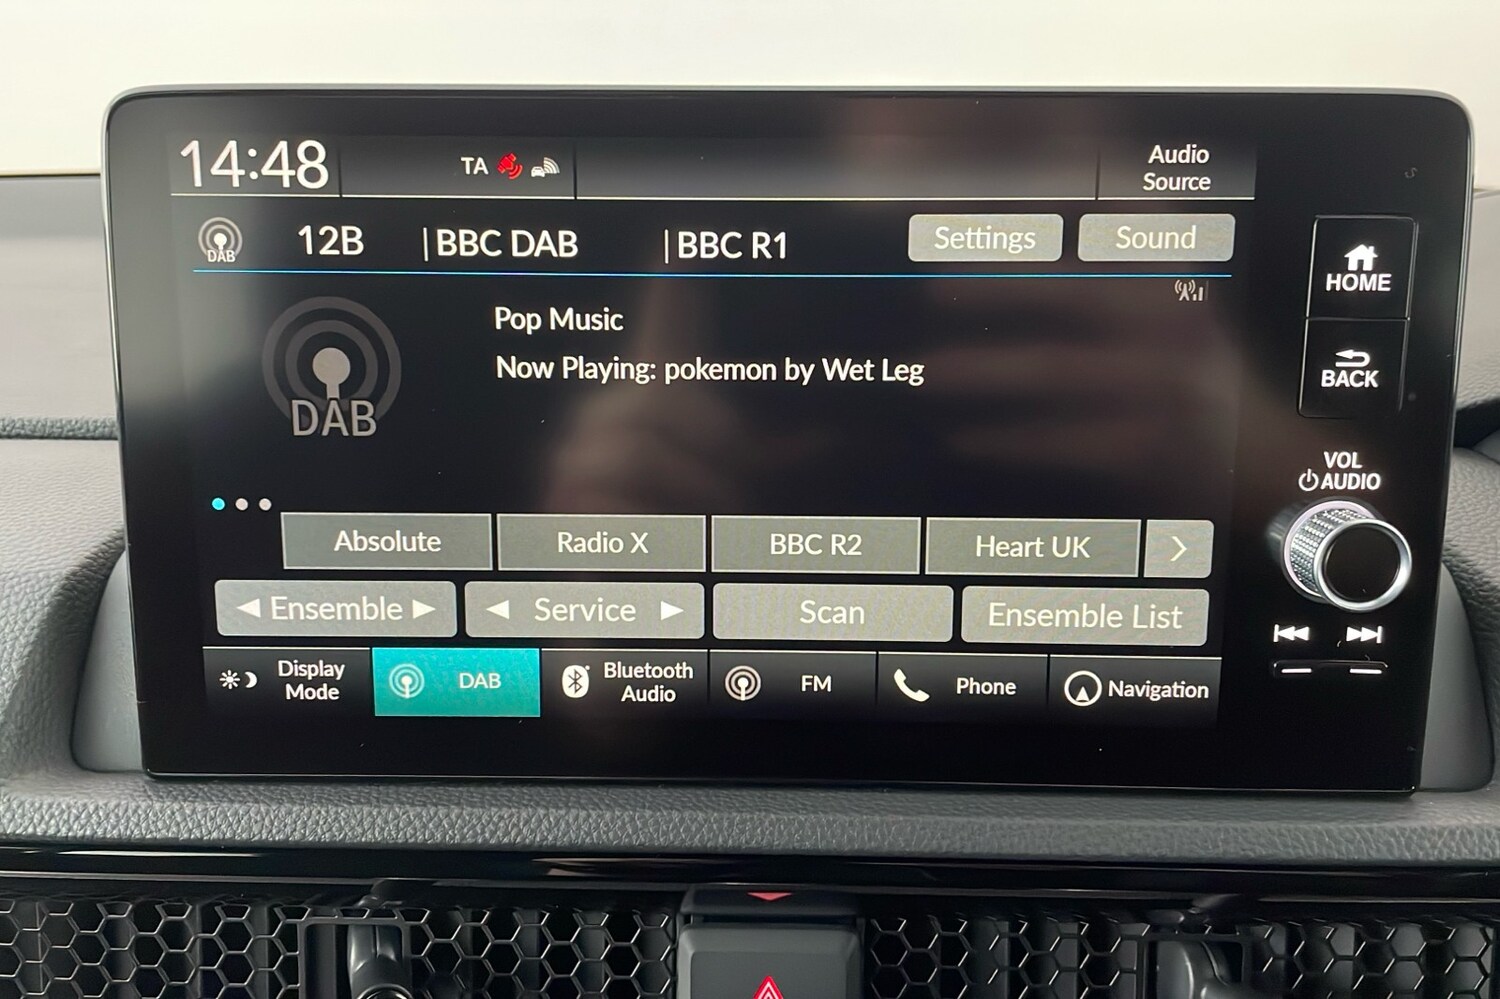 14:48
TA
Audio
Source
DAB
12B
|BBC DAB
|BBC R1
Settings
Sound
HOME
BACK
Pop Music
Now Playing: pokemon by Wet Leg
DAB
VOL
AUDIO
Absolute
Radio X
BBC R2
Heart UK
Ensemble
Service
Scan
Ensemble List
Display
Mode
DAB
Bluetooth
Audio
FM
Phone
Navigation